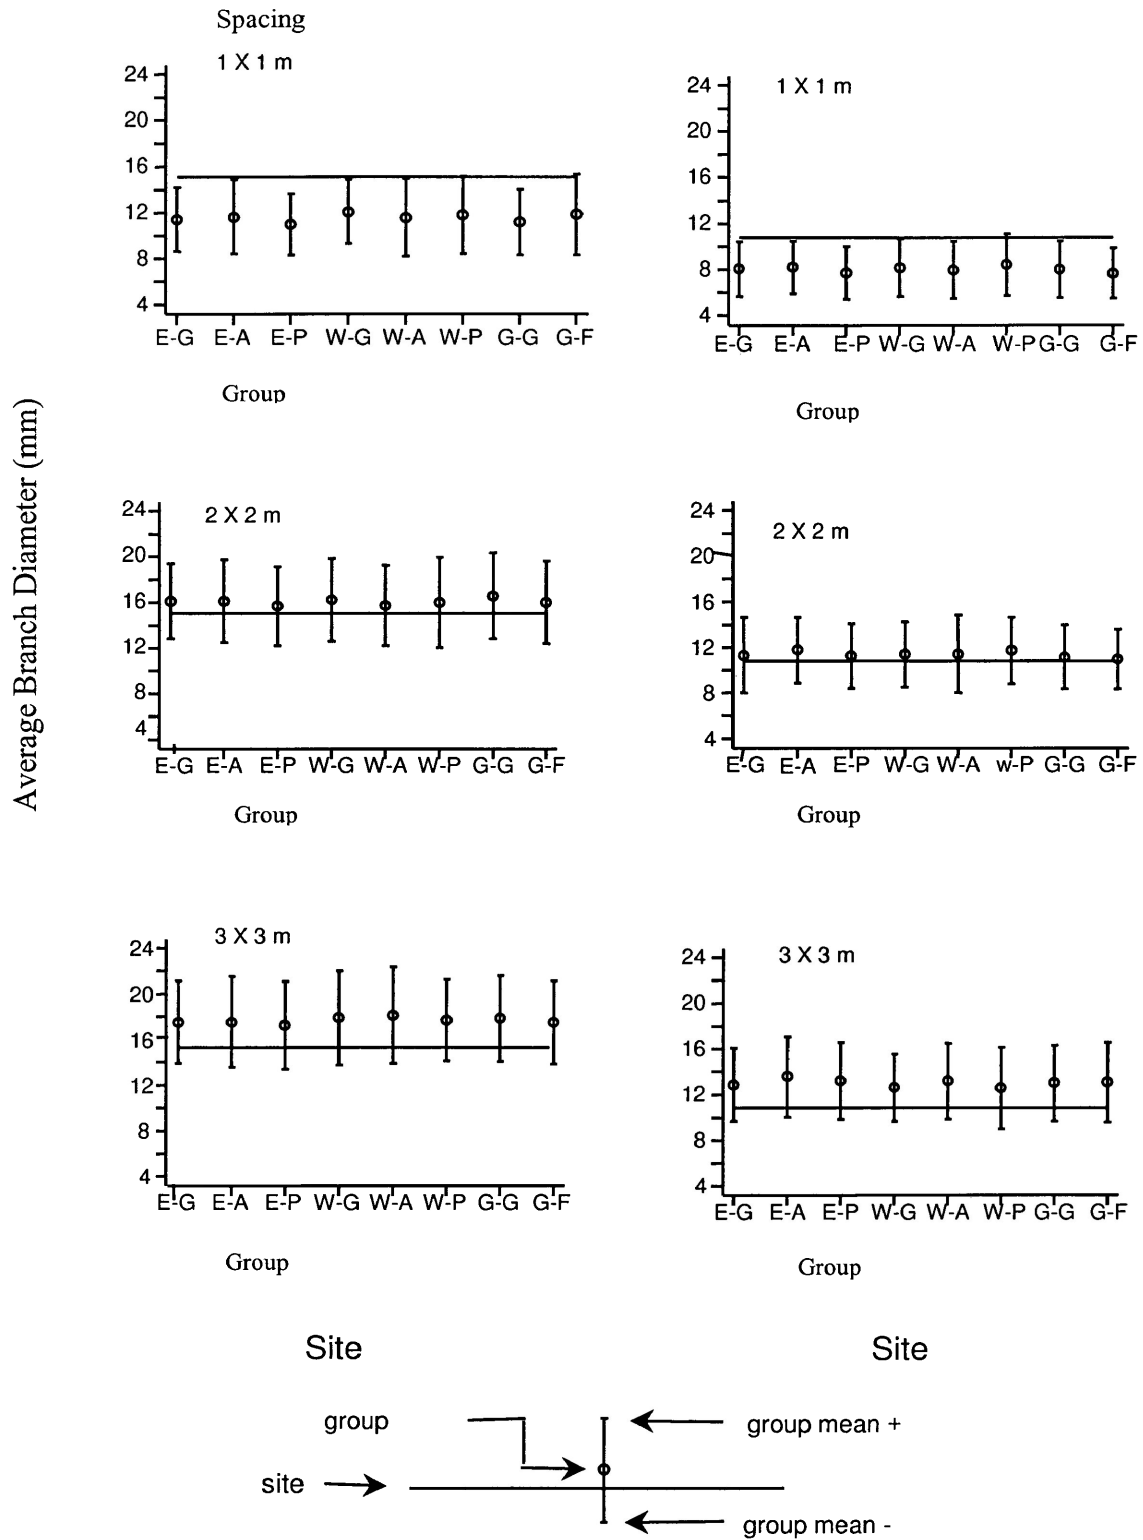 Spacing
1 X 1 m
24
20
16
12
8
4
E-G E-A E-P W-G W-A W-P G-G G-F
Group
1 X 1 m
24
20
16
12
8
4
E-G E-A E-P W-G W-A W-P G-G G-F
Group
Average Branch Diameter (mm)
2 X 2 m
24
20
16
12
8
4
E-G E-A E-P W-G W-A W-P G-G G-F
Group
2 X 2 m
24
20
16
12
8
4
E-G E-A E-P W-G W-A w-P G-G G-F
Group
3 X 3 m
24
20
16
12
8
4
E-G E-A E-P W-G W-A W-P G-G G-F
Group
3 X 3 m
24
20
16
12
8
4
E-G E-A E-P W-G W-A W-P G-G G-F
Group
Site
Site
group
group mean +
site
group mean -